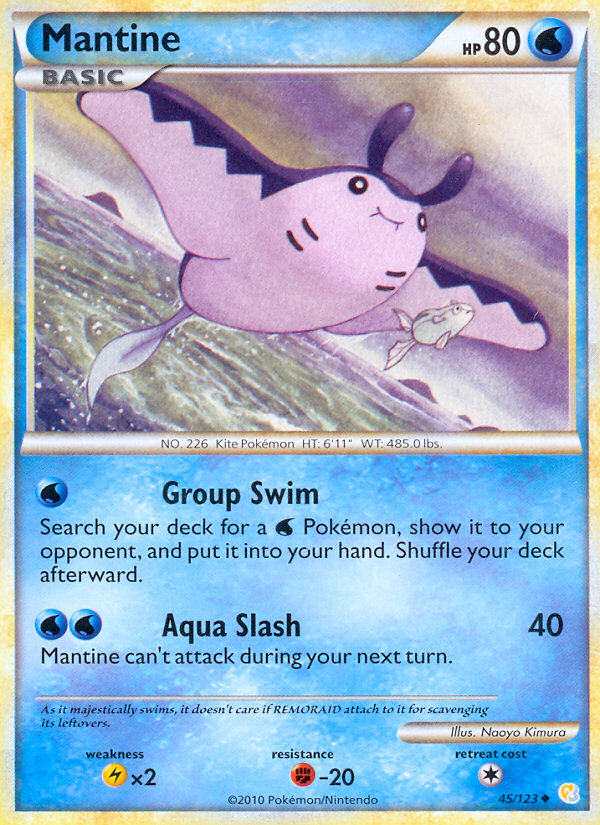 Mantine HP 80
BASIC
NO. 226 Kite Pokémon HT: 6'11" WT: 485.0 lbs.
Group Swim
Search your deck for a Pokémon, show it to your
opponent, and put it into your hand. Shuffle your deck
afterward.
Aqua Slash 40
Mantine can't attack during your next turn.
As it majestically swims, it doesn't care if REMORAID attach to it for scavenging
its leftovers.
Illus. Naoyo Kimura
weakness resistance retreat cost
×2 -20
45/123
©2010 Pokémon/Nintendo